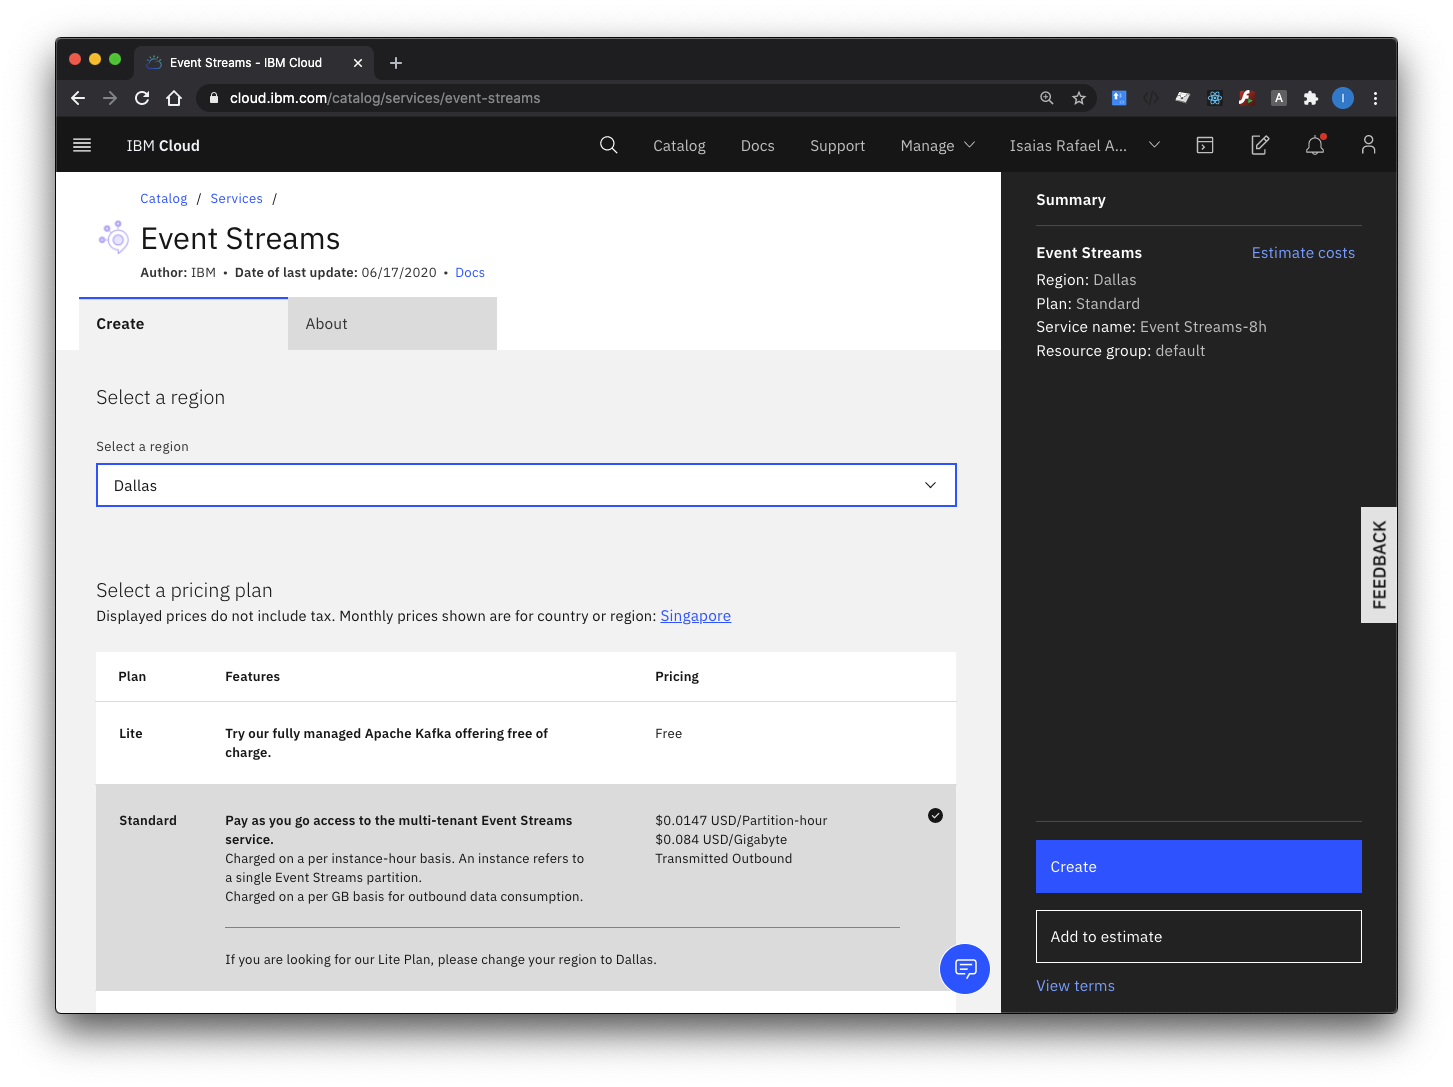 Event Streams - IBM Cloud
cloud.ibm.com/catalog/services/event-streams
A
I
IBM Cloud
Catalog
Docs
Support
Manage
Isaias Rafael A...
Catalog / Services /
Event Streams
Author: IBM • Date of last update: 06/17/2020 • Docs
Create
About
Select a region
Select a region
Dallas
Select a pricing plan
Displayed prices do not include tax. Monthly prices shown are for country or region: Singapore
Plan
Features
Pricing
Lite
Try our fully managed Apache Kafka offering free of
charge.
Free
Standard
Pay as you go access to the multi-tenant Event Streams
service.
Charged on a per instance-hour basis. An instance refers to
a single Event Streams partition.
Charged on a per GB basis for outbound data consumption.
$0.0147 USD/Partition-hour
$0.084 USD/Gigabyte
Transmitted Outbound
If you are looking for our Lite Plan, please change your region to Dallas.
Summary
Event Streams
Estimate costs
Region: Dallas
Plan: Standard
Service name: Event Streams-8h
Resource group: default
FEEDBACK
Create
Add to estimate
View terms